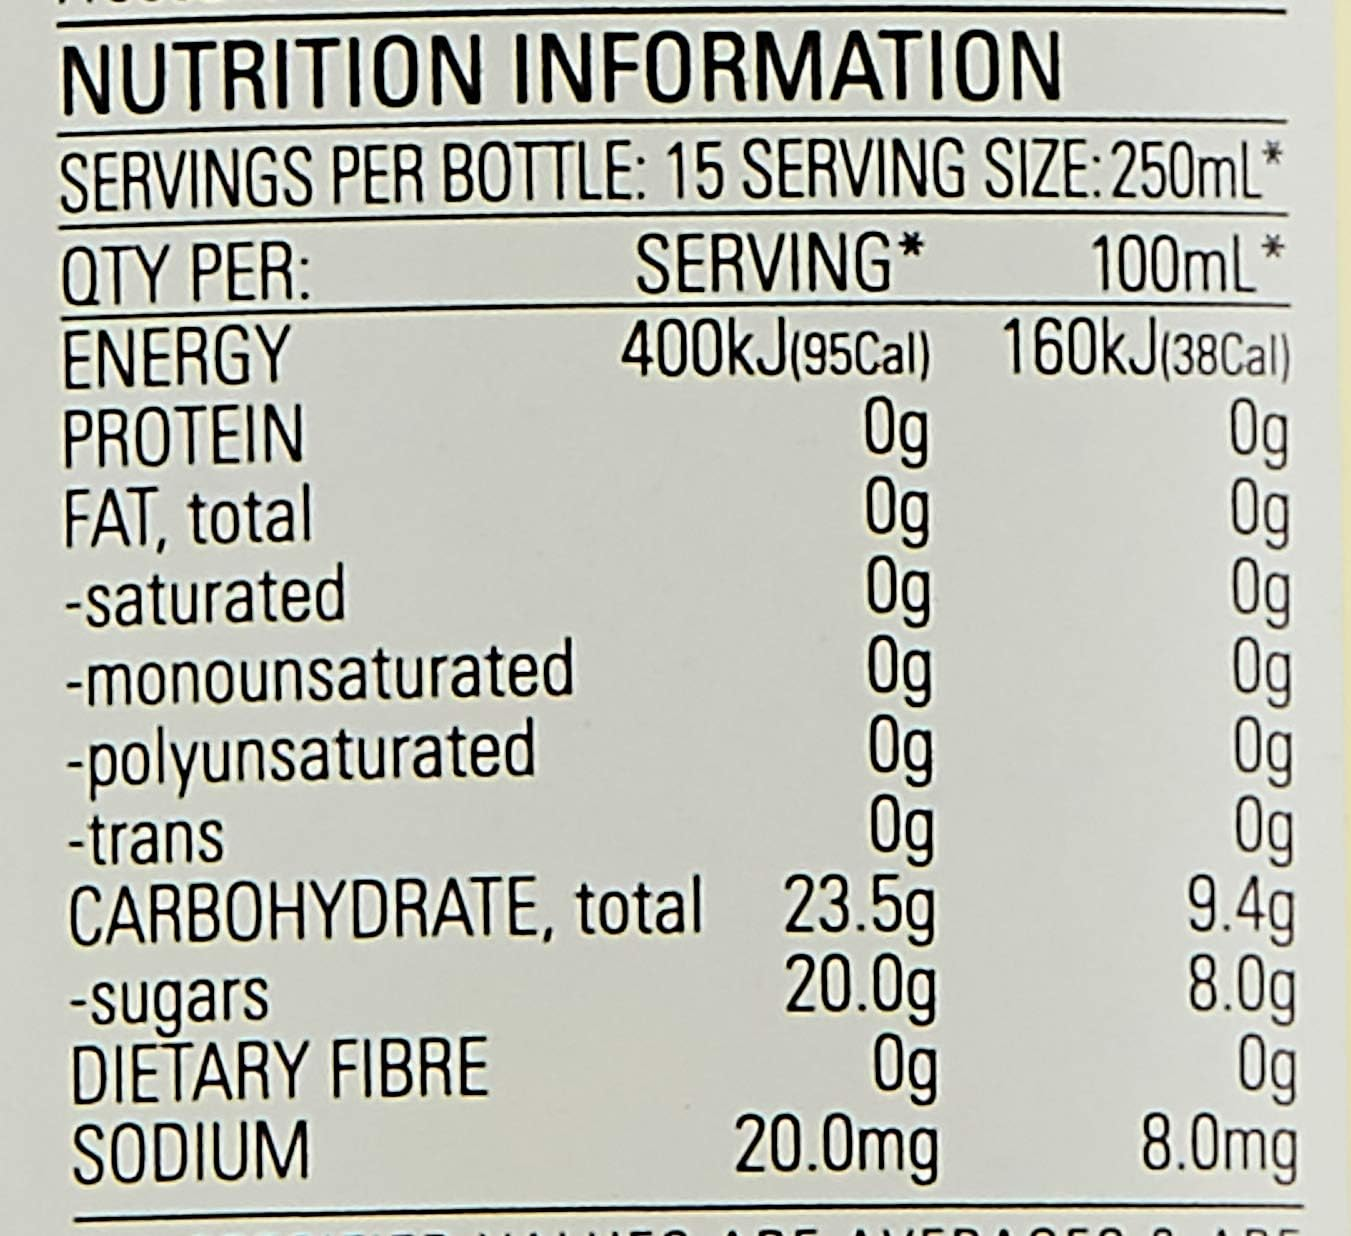 NUTRITION INFORMATION
SERVINGS PER BOTTLE: 15 SERVING SIZE: 250mL*
QTY PER: SERVING* 100mL*
ENERGY 400kJ(95Cal) 160kJ(38Cal)
PROTEIN 0g 0g
FAT, total 0g 0g
-saturated 0g 0g
-monounsaturated 0g 0g
-polyunsaturated 0g 0g
-trans 0g 0g
CARBOHYDRATE, total 23.5g 9.4g
-sugars 20.0g 8.0g
DIETARY FIBRE 0g 0g
SODIUM 20.0mg 8.0mg